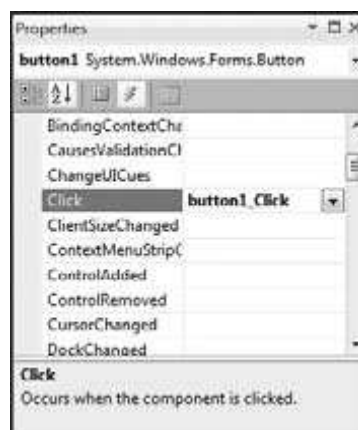 Properties
button1 System.Windows.Forms.Button
BindingContextCha
CausesValidationCl
ChangeUICues
Click button1_Click
ClientSizeChanged
ContextMenuStripC
ControlAdded
ControlRemoved
CursorChanged
DockChanged
Click
Occurs when the component is clicked.